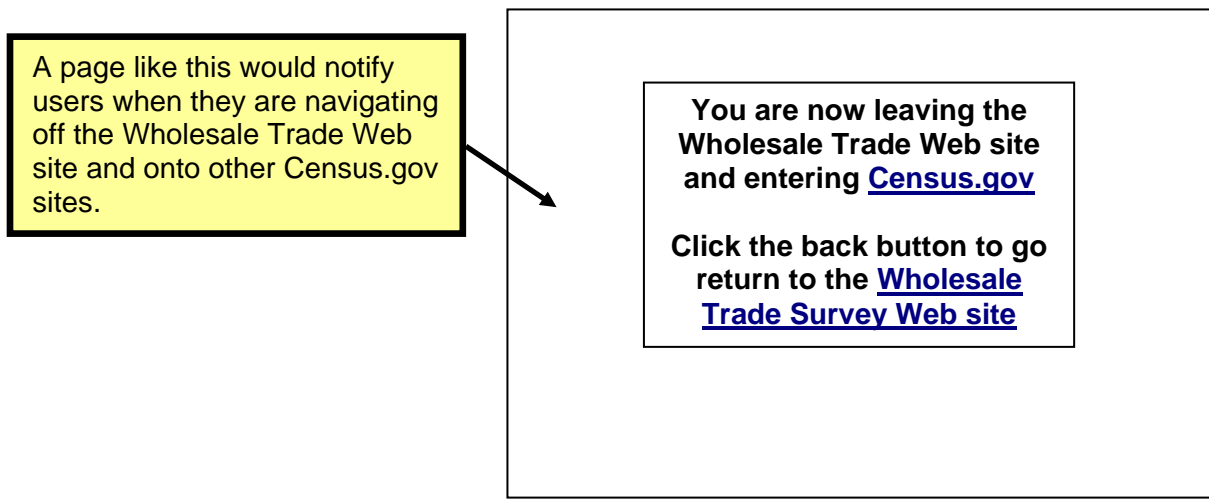 A page like this would notify
users when they are navigating
off the Wholesale Trade Web
site and onto other Census.gov
sites.
You are now leaving the
Wholesale Trade Web site
and entering Census.gov
Click the back button to go
return to the Wholesale
Trade Survey Web site